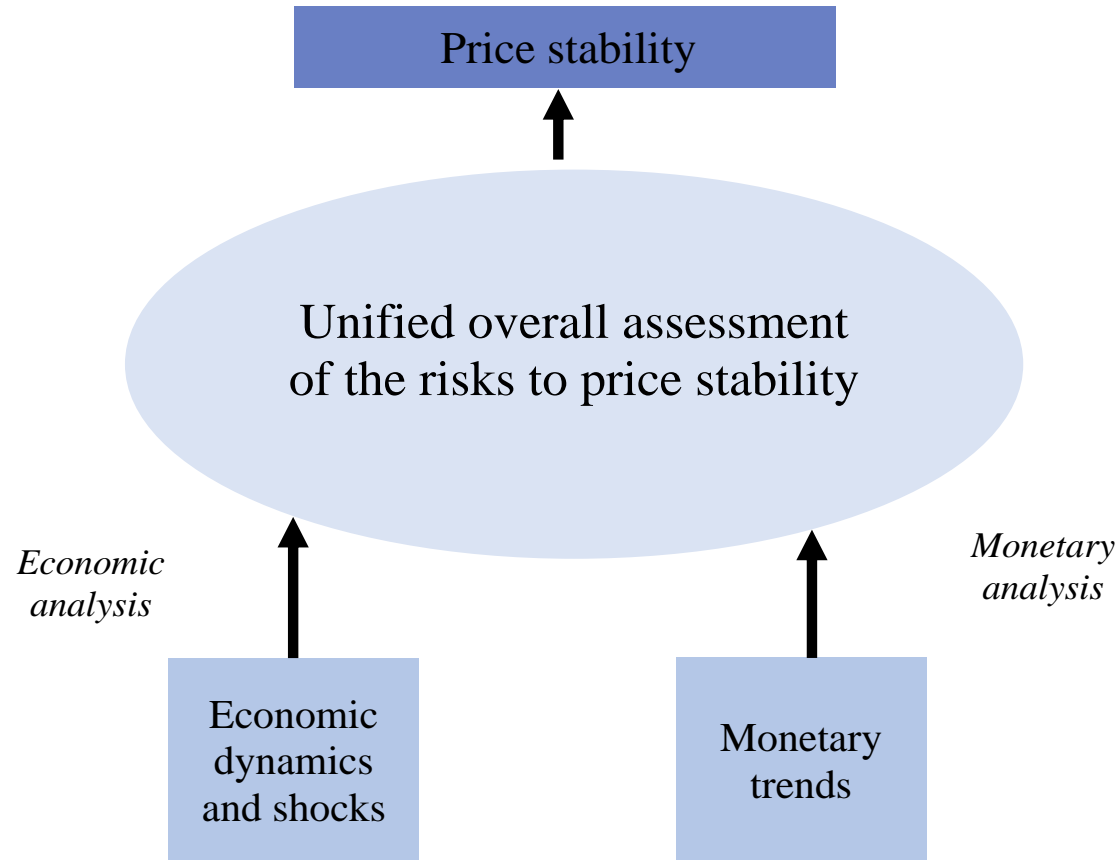 Price stability
Unified overall assessment
of the risks to price stability
Economic
analysis
Monetary
analysis
Economic
dynamics
and shocks
Monetary
trends